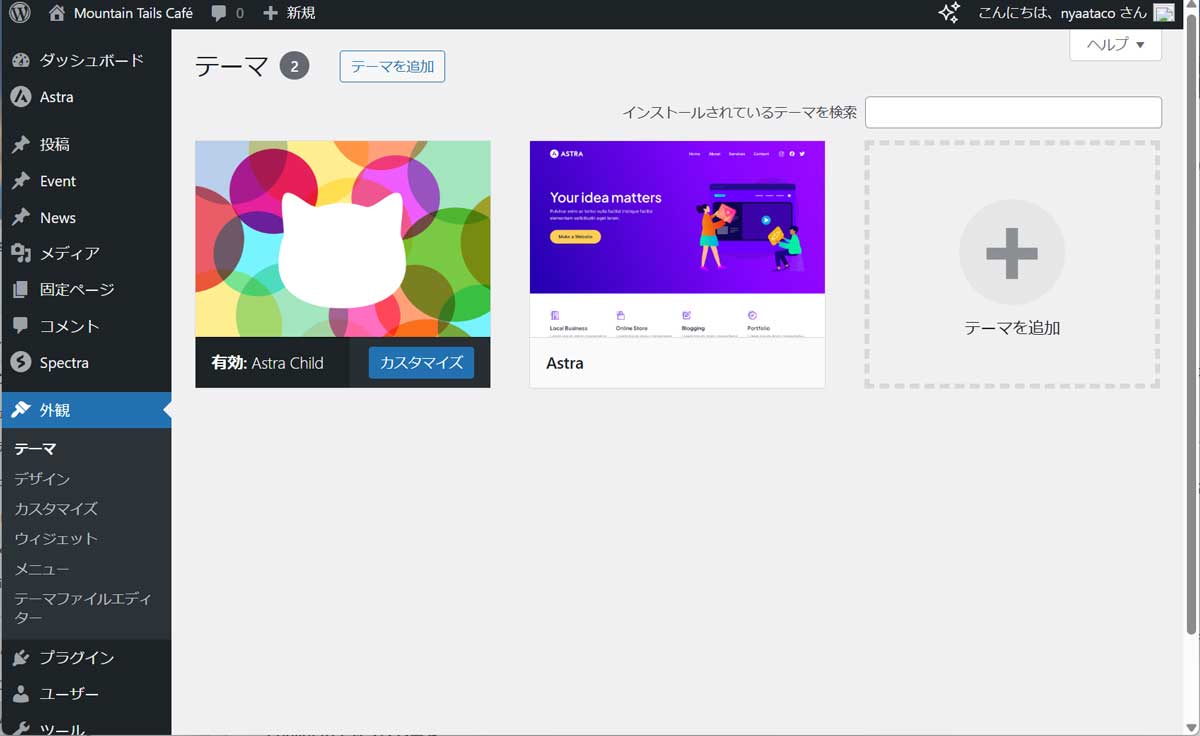 Mountain Tails Café
0
新規
こんにちは、nyaataco さん
ダッシュボード
Astra
投稿
Event
News
メディア
固定ページ
コメント
Spectra
外観
テーマ
デザイン
カスタマイズ
ウィジェット
メニュー
テーマファイルエディ
ター
プラグイン
ユーザー
ツール
ヘルプ ▼
テーマ 2
テーマを追加
インストールされているテーマを検索
有効: Astra Child
カスタマイズ
ASTRA
Home About Services Contact
Your idea matters
Make a Website
Local Business
Online Store
Blogging
Portfolio
Astra
テーマを追加